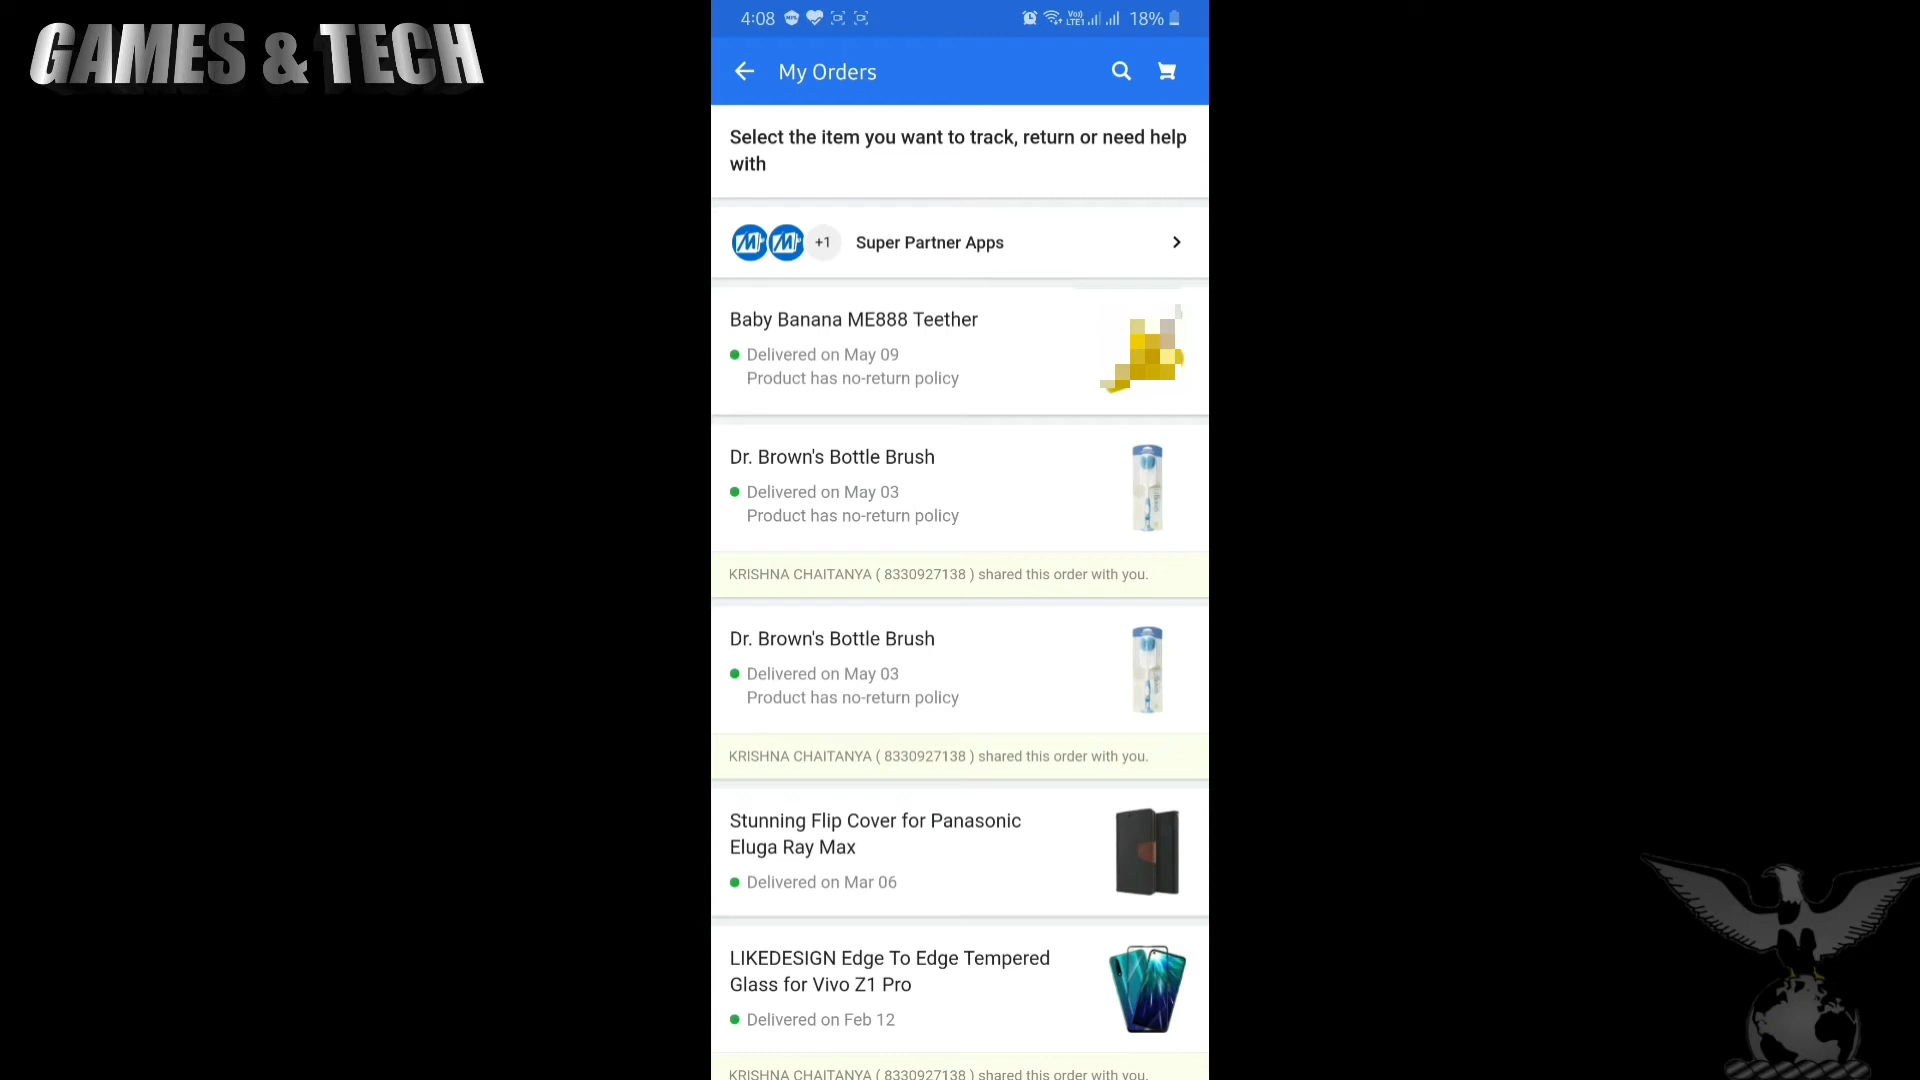 GAMES & TECH
4:08
Vo)) LTE1
18%
My Orders
Select the item you want to track, return or need help
with
+1
Super Partner Apps
Baby Banana ME888 Teether
Delivered on May 09
Product has no-return policy
Dr. Brown's Bottle Brush
Delivered on May 03
Product has no-return policy
KRISHNA CHAITANYA ( 8330927138 ) shared this order with you.
Dr. Brown's Bottle Brush
Delivered on May 03
Product has no-return policy
KRISHNA CHAITANYA ( 8330927138 ) shared this order with you.
Stunning Flip Cover for Panasonic
Eluga Ray Max
Delivered on Mar 06
LIKEDESIGN Edge To Edge Tempered
Glass for Vivo Z1 Pro
Delivered on Feb 12
KRISHNA CHAITANYA ( 8330927138 ) shared this order with you.